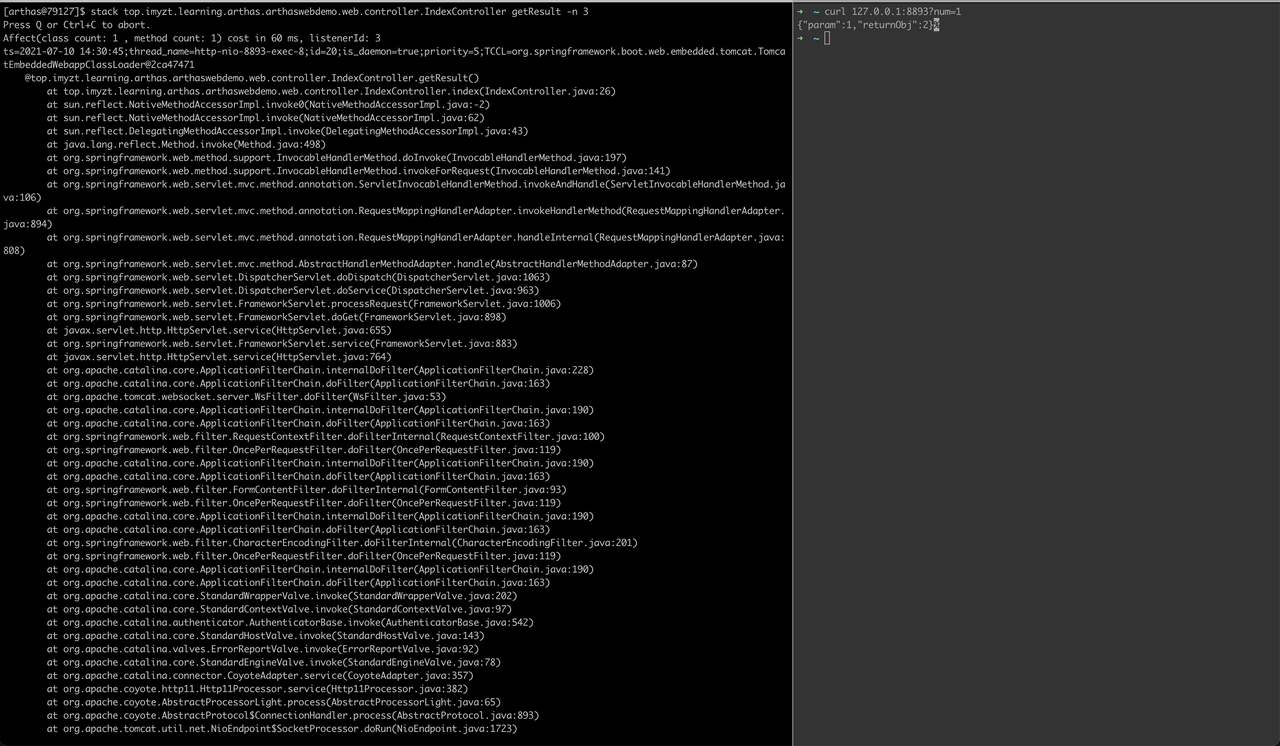 [arthas@79127]$ stack top.imyzt.learning.arthas.arthaswebdemo.web.controller.IndexController getResult -n 3
Press Q or Ctrl+C to abort.
Affect(class count: 1 , method count: 1) cost in 60 ms, listenerId: 3
ts=2021-07-10 14:30:45;thread_name=http-nio-8893-exec-8;id=20;is_daemon=true;priority=5;TCCL=org.springframework.boot.web.embedded.tomcat.Tomca
tEmbeddedWebappClassLoader@2ca47471
    @top.imyzt.learning.arthas.arthaswebdemo.web.controller.IndexController.getResult()
        at top.imyzt.learning.arthas.arthaswebdemo.web.controller.IndexController.index(IndexController.java:26)
        at sun.reflect.NativeMethodAccessorImpl.invoke0(NativeMethodAccessorImpl.java:-2)
        at sun.reflect.NativeMethodAccessorImpl.invoke(NativeMethodAccessorImpl.java:62)
        at sun.reflect.DelegatingMethodAccessorImpl.invoke(DelegatingMethodAccessorImpl.java:43)
        at java.lang.reflect.Method.invoke(Method.java:498)
        at org.springframework.web.method.support.InvocableHandlerMethod.doInvoke(InvocableHandlerMethod.java:197)
        at org.springframework.web.method.support.InvocableHandlerMethod.invokeForRequest(InvocableHandlerMethod.java:141)
        at org.springframework.web.servlet.mvc.method.annotation.ServletInvocableHandlerMethod.invokeAndHandle(ServletInvocableHandlerMethod.ja
va:106)
        at org.springframework.web.servlet.mvc.method.annotation.RequestMappingHandlerAdapter.invokeHandlerMethod(RequestMappingHandlerAdapter.
java:894)
        at org.springframework.web.servlet.mvc.method.annotation.RequestMappingHandlerAdapter.handleInternal(RequestMappingHandlerAdapter.java:
808)
        at org.springframework.web.servlet.mvc.method.AbstractHandlerMethodAdapter.handle(AbstractHandlerMethodAdapter.java:87)
        at org.springframework.web.servlet.DispatcherServlet.doDispatch(DispatcherServlet.java:1063)
        at org.springframework.web.servlet.DispatcherServlet.doService(DispatcherServlet.java:963)
        at org.springframework.web.servlet.FrameworkServlet.processRequest(FrameworkServlet.java:1006)
        at org.springframework.web.servlet.FrameworkServlet.doGet(FrameworkServlet.java:898)
        at javax.servlet.http.HttpServlet.service(HttpServlet.java:655)
        at org.springframework.web.servlet.FrameworkServlet.service(FrameworkServlet.java:883)
        at javax.servlet.http.HttpServlet.service(HttpServlet.java:764)
        at org.apache.catalina.core.ApplicationFilterChain.internalDoFilter(ApplicationFilterChain.java:228)
        at org.apache.catalina.core.ApplicationFilterChain.doFilter(ApplicationFilterChain.java:163)
        at org.apache.tomcat.websocket.server.WsFilter.doFilter(WsFilter.java:53)
        at org.apache.catalina.core.ApplicationFilterChain.internalDoFilter(ApplicationFilterChain.java:190)
        at org.apache.catalina.core.ApplicationFilterChain.doFilter(ApplicationFilterChain.java:163)
        at org.springframework.web.filter.RequestContextFilter.doFilterInternal(RequestContextFilter.java:100)
        at org.springframework.web.filter.OncePerRequestFilter.doFilter(OncePerRequestFilter.java:119)
        at org.apache.catalina.core.ApplicationFilterChain.internalDoFilter(ApplicationFilterChain.java:190)
        at org.apache.catalina.core.ApplicationFilterChain.doFilter(ApplicationFilterChain.java:163)
        at org.springframework.web.filter.FormContentFilter.doFilterInternal(FormContentFilter.java:93)
        at org.springframework.web.filter.OncePerRequestFilter.doFilter(OncePerRequestFilter.java:119)
        at org.apache.catalina.core.ApplicationFilterChain.internalDoFilter(ApplicationFilterChain.java:190)
        at org.apache.catalina.core.ApplicationFilterChain.doFilter(ApplicationFilterChain.java:163)
        at org.springframework.web.filter.CharacterEncodingFilter.doFilterInternal(CharacterEncodingFilter.java:201)
        at org.springframework.web.filter.OncePerRequestFilter.doFilter(OncePerRequestFilter.java:119)
        at org.apache.catalina.core.ApplicationFilterChain.internalDoFilter(ApplicationFilterChain.java:190)
        at org.apache.catalina.core.ApplicationFilterChain.doFilter(ApplicationFilterChain.java:163)
        at org.apache.catalina.core.StandardWrapperValve.invoke(StandardWrapperValve.java:202)
        at org.apache.catalina.core.StandardContextValve.invoke(StandardContextValve.java:97)
        at org.apache.catalina.authenticator.AuthenticatorBase.invoke(AuthenticatorBase.java:542)
        at org.apache.catalina.core.StandardHostValve.invoke(StandardHostValve.java:143)
        at org.apache.catalina.valves.ErrorReportValve.invoke(ErrorReportValve.java:92)
        at org.apache.catalina.core.StandardEngineValve.invoke(StandardEngineValve.java:78)
        at org.apache.catalina.connector.CoyoteAdapter.service(CoyoteAdapter.java:357)
        at org.apache.coyote.http11.Http11Processor.service(Http11Processor.java:382)
        at org.apache.coyote.AbstractProcessorLight.process(AbstractProcessorLight.java:65)
        at org.apache.coyote.AbstractProtocol$ConnectionHandler.process(AbstractProtocol.java:893)
        at org.apache.tomcat.util.net.NioEndpoint$SocketProcessor.doRun(NioEndpoint.java:1723)
➜  ~ curl 127.0.0.1:8893?num=1
{"param":1,"returnObj":2}%
➜  ~